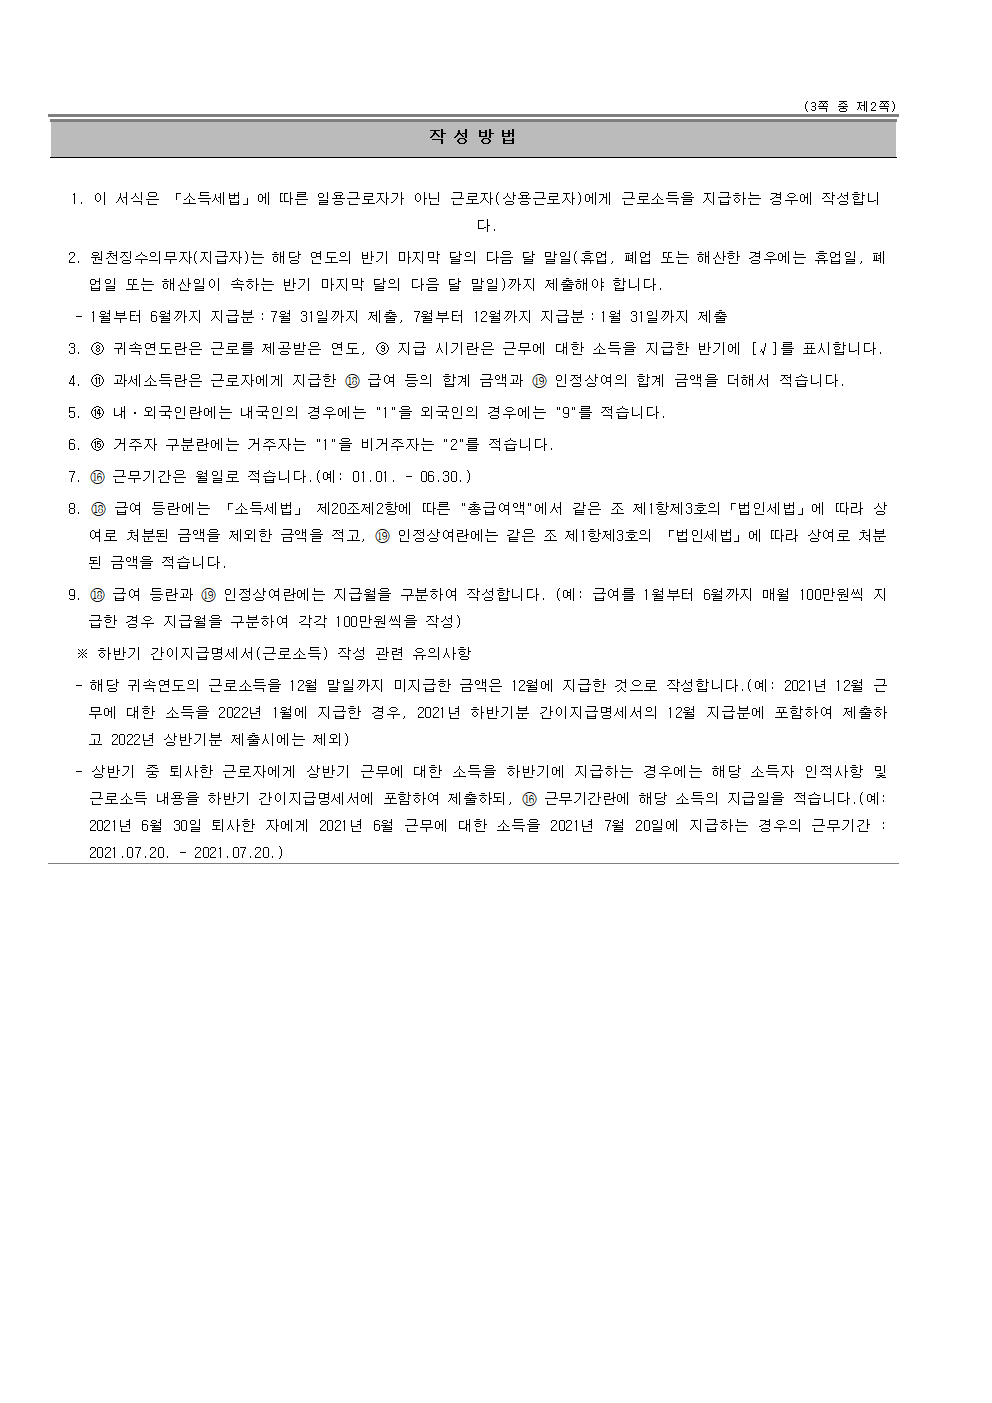 (3쪽 중 제2쪽)
작 성 방 법
1. 이 서식은 「소득세법」에 따른 일용근로자가 아닌 근로자(상용근로자)에게 근로소득을 지급하는 경우에 작성합니
다.
2. 원천징수의무자(지급자)는 해당 연도의 반기 마지막 달의 다음 달 말일(휴업, 폐업 또는 해산한 경우에는 휴업일, 폐
업일 또는 해산일이 속하는 반기 마지막 달의 다음 달 말일)까지 제출해야 합니다.
- 1월부터 6월까지 지급분 : 7월 31일까지 제출, 7월부터 12월까지 지급분 : 1월 31일까지 제출
3. ⑧ 귀속연도란은 근로를 제공받은 연도, ⑨ 지급 시기란은 근무에 대한 소득을 지급한 반기에 [√]를 표시합니다.
4. ⑪ 과세소득란은 근로자에게 지급한 ⑱ 급여 등의 합계 금액과 ⑲ 인정상여의 합계 금액을 더해서 적습니다.
5. ⑭ 내ㆍ외국인란에는 내국인의 경우에는 "1"을 외국인의 경우에는 "9"를 적습니다.
6. ⑮ 거주자 구분란에는 거주자는 "1"을 비거주자는 "2"를 적습니다.
7. ⑯ 근무기간은 월일로 적습니다.(예: 01.01. - 06.30.)
8. ⑱ 급여 등란에는 「소득세법」 제20조제2항에 따른 "총급여액"에서 같은 조 제1항제3호의「법인세법」에 따라 상
여로 처분된 금액을 제외한 금액을 적고, ⑲ 인정상여란에는 같은 조 제1항제3호의 「법인세법」에 따라 상여로 처분
된 금액을 적습니다.
9. ⑱ 급여 등란과 ⑲ 인정상여란에는 지급월을 구분하여 작성합니다. (예: 급여를 1월부터 6월까지 매월 100만원씩 지
급한 경우 지급월을 구분하여 각각 100만원씩을 작성)
※ 하반기 간이지급명세서(근로소득) 작성 관련 유의사항
- 해당 귀속연도의 근로소득을 12월 말일까지 미지급한 금액은 12월에 지급한 것으로 작성합니다.(예: 2021년 12월 근
무에 대한 소득을 2022년 1월에 지급한 경우, 2021년 하반기분 간이지급명세서의 12월 지급분에 포함하여 제출하
고 2022년 상반기분 제출시에는 제외)
- 상반기 중 퇴사한 근로자에게 상반기 근무에 대한 소득을 하반기에 지급하는 경우에는 해당 소득자 인적사항 및
근로소득 내용을 하반기 간이지급명세서에 포함하여 제출하되, ⑯ 근무기간란에 해당 소득의 지급일을 적습니다.(예:
2021년 6월 30일 퇴사한 자에게 2021년 6월 근무에 대한 소득을 2021년 7월 20일에 지급하는 경우의 근무기간 :
2021.07.20. - 2021.07.20.)